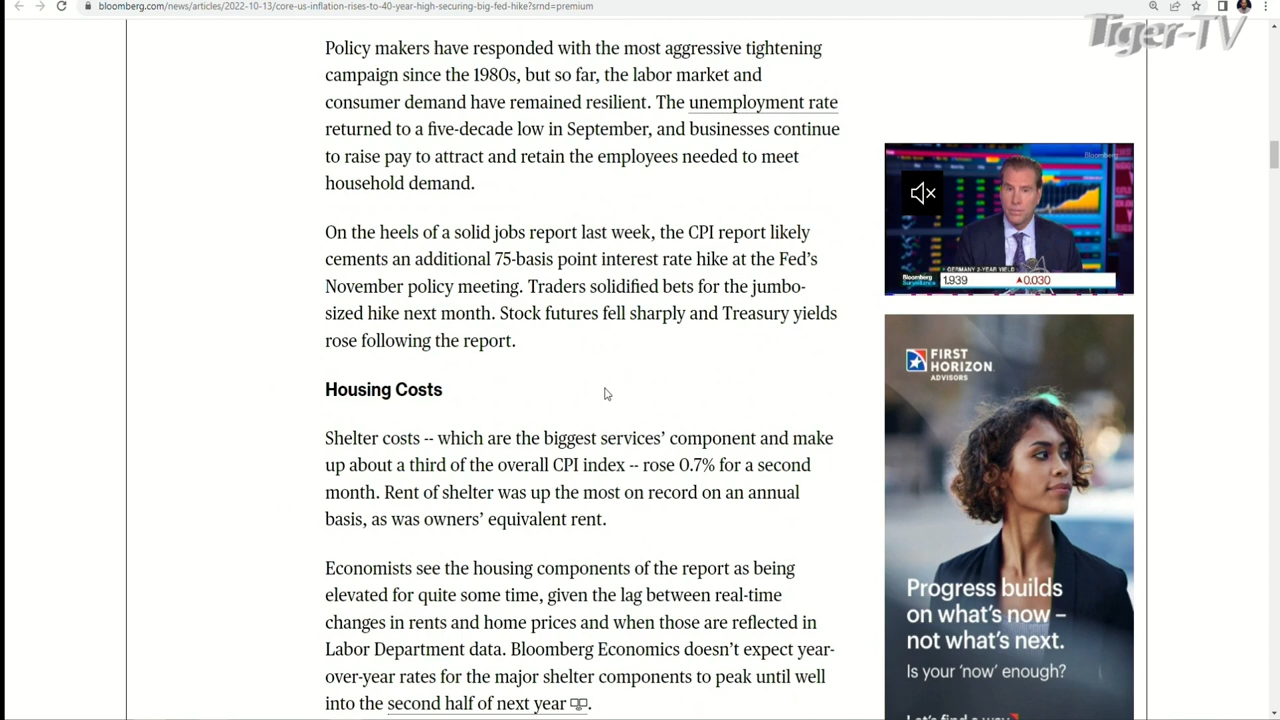 bloomberg.com/news/articles/2022-10-13/core-us-inflation-rises-to-40-year-high-securing-big-fed-hike?srnd=premium
Tiger-TV
Policy makers have responded with the most aggressive tightening
campaign since the 1980s, but so far, the labor market and
consumer demand have remained resilient. The unemployment rate
returned to a five-decade low in September, and businesses continue
to raise pay to attract and retain the employees needed to meet
household demand.
On the heels of a solid jobs report last week, the CPI report likely
cements an additional 75-basis point interest rate hike at the Fed's
November policy meeting. Traders solidified bets for the jumbo-
sized hike next month. Stock futures fell sharply and Treasury yields
rose following the report.
Housing Costs
Shelter costs -- which are the biggest services' component and make
up about a third of the overall CPI index -- rose 0.7% for a second
month. Rent of shelter was up the most on record on an annual
basis, as was owners' equivalent rent.
Economists see the housing components of the report as being
elevated for quite some time, given the lag between real-time
changes in rents and home prices and when those are reflected in
Labor Department data. Bloomberg Economics doesn't expect year-
over-year rates for the major shelter components to peak until well
into the second half of next year.
Bloomberg
GERMANY 2-YEAR YIELD
Bloomberg
Surveillance
1.939 ▲0.030
FIRST
HORIZON
ADVISORS
Progress builds
on what's now –
not what's next.
Is your 'now' enough?
Let's find a way